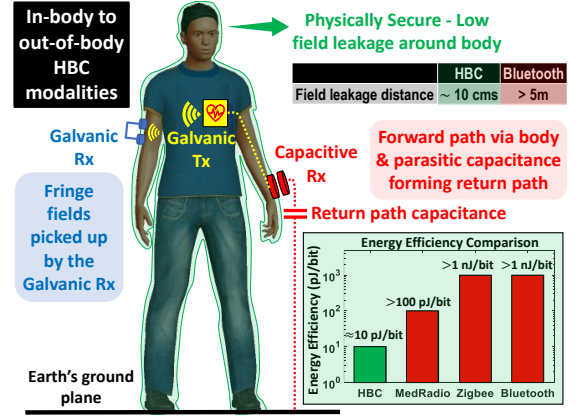 In-body to
out-of-body
HBC
modalities
Physically Secure - Low
field leakage around body
HBC Bluetooth
Field leakage distance ~ 10 cms > 5m
Galvanic
Rx
Galvanic
Tx
Capacitive
Rx
Forward path via body
& parasitic capacitance
forming return path
Fringe
fields
picked up
by the
Galvanic Rx
Return path capacitance
Energy Efficiency Comparison
Energy Efficiency (pJ/bit)
10³
10²
10¹
10⁰
≈10 pJ/bit
>100 pJ/bit
>1 nJ/bit
>1 nJ/bit
HBC MedRadio Zigbee Bluetooth
Earth's ground
plane